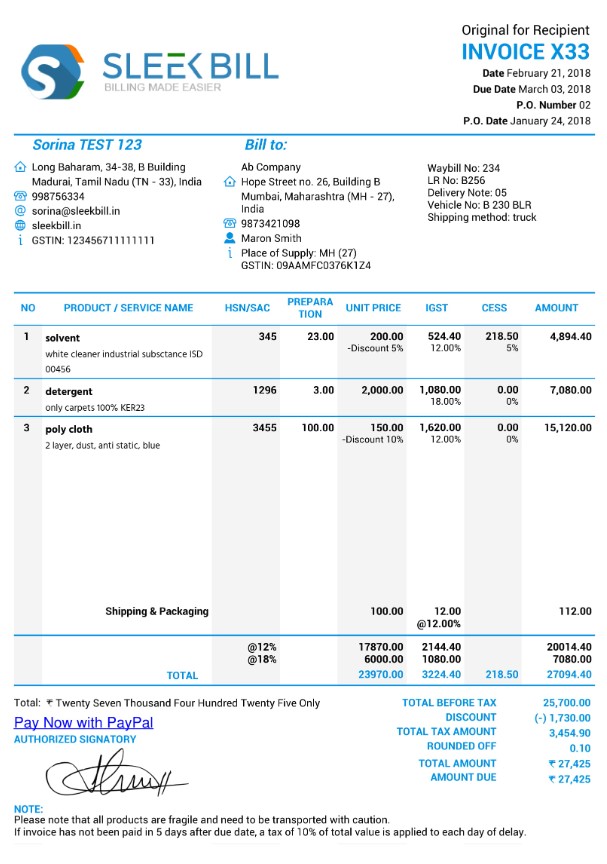 Original for Recipient
INVOICE X33
SLEEK BILL
BILLING MADE EASIER
Date February 21, 2018
Due Date March 03, 2018
P.O. Number 02
P.O. Date January 24, 2018
Sorina TEST 123
Long Baharam, 34-38, B Building
Madurai, Tamil Nadu (TN - 33), India
998756334
sorina@sleekbill.in
sleekbill.in
GSTIN: 123456711111111
Bill to:
Ab Company
Hope Street no. 26, Building B
Mumbai, Maharashtra (MH - 27),
India
9873421098
Maron Smith
Place of Supply: MH (27)
GSTIN: 09AAMFC0376K1Z4
Waybill No: 234
LR No: B256
Delivery Note: 05
Vehicle No: B 230 BLR
Shipping method: truck
NO PRODUCT / SERVICE NAME HSN/SAC PREPARA UNIT PRICE IGST CESS AMOUNT
TION
1 solvent 345 23.00 200.00 524.40 218.50 4,894.40
-Discount 5% 12.00% 5%
white cleaner industrial subsctance ISD
00456
2 detergent 1296 3.00 2,000.00 1,080.00 0.00 7,080.00
18.00% 0%
only carpets 100% KER23
3 poly cloth 3455 100.00 150.00 1,620.00 0.00 15,120.00
-Discount 10% 12.00% 0%
2 layer, dust, anti static, blue
Shipping & Packaging 100.00 12.00 112.00
@12.00%
@12% 17870.00 2144.40 20014.40
@18% 6000.00 1080.00 7080.00
TOTAL 23970.00 3224.40 218.50 27094.40
Total: ₹ Twenty Seven Thousand Four Hundred Twenty Five Only
Pay Now with PayPal
AUTHORIZED SIGNATORY
TOTAL BEFORE TAX 25,700.00
DISCOUNT (-) 1,730.00
TOTAL TAX AMOUNT 3,454.90
ROUNDED OFF 0.10
TOTAL AMOUNT ₹ 27,425
AMOUNT DUE ₹ 27,425
NOTE:
Please note that all products are fragile and need to be transported with caution.
If invoice has not been paid in 5 days after due date, a tax of 10% of total value is applied to each day of delay.